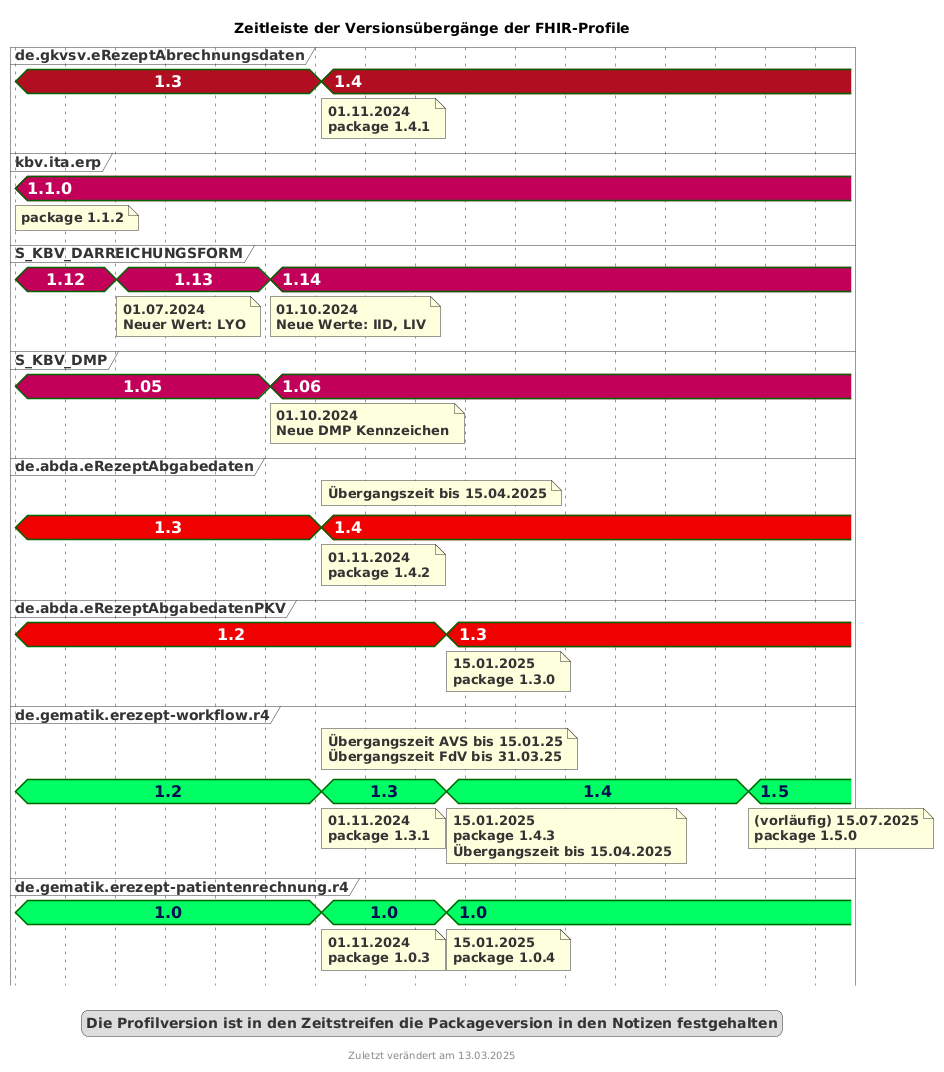 Zeitleiste der Versionsübergänge der FHIR-Profile
de.gkvsv.eRezeptAbrechnungsdaten
1.3
1.4
01.11.2024
package 1.4.1
kbv.ita.erp
1.1.0
package 1.1.2
S_KBV_DARREICHUNGSFORM
1.12
1.13
1.14
01.07.2024
Neuer Wert: LYO
01.10.2024
Neue Werte: IID, LIV
S_KBV_DMP
1.05
1.06
01.10.2024
Neue DMP Kennzeichen
de.abda.eRezeptAbgabedaten
Übergangszeit bis 15.04.2025
1.3
1.4
01.11.2024
package 1.4.2
de.abda.eRezeptAbgabedatenPKV
1.2
1.3
15.01.2025
package 1.3.0
de.gematik.erezept-workflow.r4
Übergangszeit AVS bis 15.01.25
Übergangszeit FdV bis 31.03.25
1.2
1.3
1.4
1.5
01.11.2024
package 1.3.1
15.01.2025
package 1.4.3
Übergangszeit bis 15.04.2025
(vorläufig) 15.07.2025
package 1.5.0
de.gematik.erezept-patientenrechnung.r4
1.0
1.0
1.0
01.11.2024
package 1.0.3
15.01.2025
package 1.0.4
Die Profilversion ist in den Zeitstreifen die Packageversion in den Notizen festgehalten
Zuletzt verändert am 13.03.2025